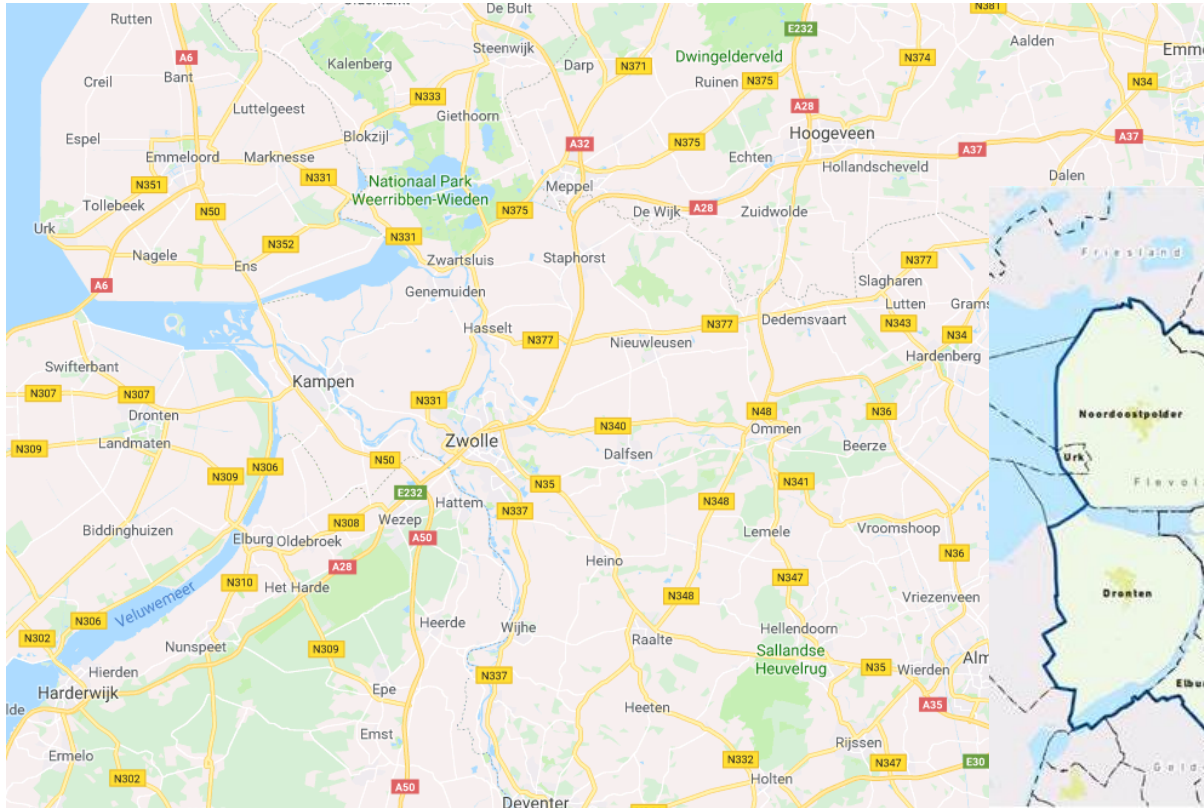 Rutten
De Bult
N381
Aalden
Emme
Steenwijk
E232
A6
Kalenberg
Darp
N371
Dwingelderveld
Creil
Bant
Ruinen
N375
N374
N34
Luttelgeest
N333
Giethoorn
A28
Espel
Blokzijl
A32
N375
Hoogeveen
A37
Emmeloord
Marknesse
Echten
A37
Hollandscheveld
Dalen
N351
N331
Nationaal Park
Weerribben-Wieden
Meppel
Tollebeek
N50
N375
De Wijk
A28
Zuidwolde
Urk
N352
N331
Nagele
Ens
Zwartsluis
Staphorst
N377
A6
Genemuiden
Slagharen
Lutten
Grams
Hasselt
N377
N377
Dedemsvaart
N343
N34
Nieuwleusen
Hardenberg
Swifterbant
Kampen
N307
N307
N331
Dronten
N48
N36
Landmaten
N340
Ommen
N309
Zwolle
Beerze
Dalfsen
N50
N306
N309
N35
N341
E232
Hattem
N348
N337
Biddinghuizen
Wezep
N308
Lemele
Vroomshoop
Elburg
Oldebroek
A50
N36
Heino
A28
N310
Het Harde
N347
Veluwemeer
N348
Vriezenveen
N306
Heerde
Wijhe
N302
Nunspeet
Hellendoorn
Raalte
N309
Sallandse
Heuvelrug
N35
Wierden
Alm
Hierden
N337
Harderwijk
Epe
lde
Heeten
A35
Emst
Ermelo
Rijssen
N302
N332
N347
E30
Holten
A50
Deventer
Friesland
Noordoostpolder
Urk
Flevola
Dronten
Elbu
Geld